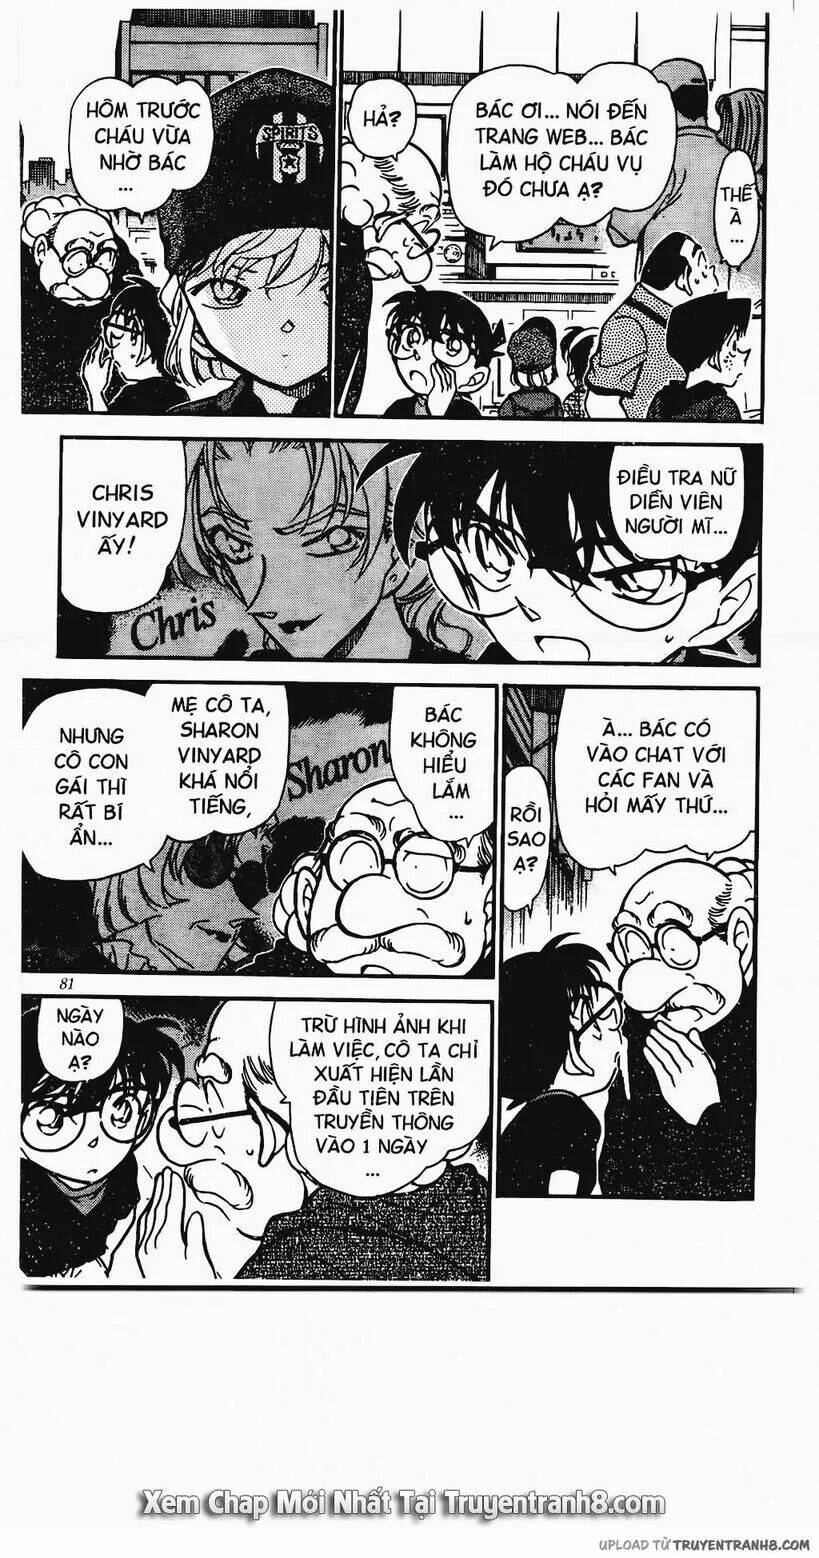 THẾ
À
...
BÁC ƠI... NÓI ĐẾN
TRANG WEB... BÁC
LÀM HỘ CHÁU VỤ
ĐÓ CHƯA Ạ?
HẢ?
SPIRITS
HÔM TRƯỚC
CHÁU VỪA
NHỜ BÁC
...
ĐIỀU TRA NỮ
DIỄN VIÊN
NGƯỜI MĨ...
CHRIS
VINYARD
ẤY!
Chris
À... BÁC CÓ
VÀO CHAT VỚI
CÁC FAN VÀ
HỎI MẤY THỨ...
RỒI
SAO
Ạ?
BÁC
KHÔNG
HIỂU
LẮM
...
MẸ CÔ TA,
SHARON
VINYARD
KHÁ NỔI
TIẾNG,
Sharon
NHƯNG
CÔ CON
GÁI THÌ
RẤT BÍ
ẨN...
81
TRỪ HÌNH ẢNH KHI
LÀM VIỆC, CÔ TA CHỈ
XUẤT HIỆN LẦN
ĐẦU TIÊN TRÊN
TRUYỀN THÔNG
VÀO 1 NGÀY
...
NGÀY
NÀO
Ạ?
Xem Chap Mới Nhất Tại Truyentranh8.com
UPLOAD TỪ TRUYENTRANH8.COM